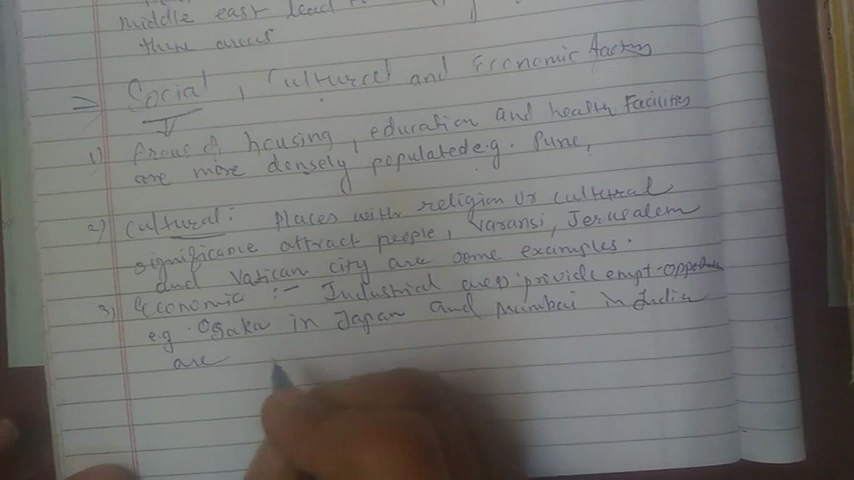 middle east lead
these areas
⇒ Social, Cultural and Economic factors
1) Areas of housing, education and health Facilities
are more densely populated e.g. Pune,
2) Cultural: Places with religion or cultural
significance attract people, Varansi, Jerusalem
and Vatican city are some examples.
3) Economic :- Industrial areas provide empt-
e.g. Osaka in Japan and Mumbai in India
are